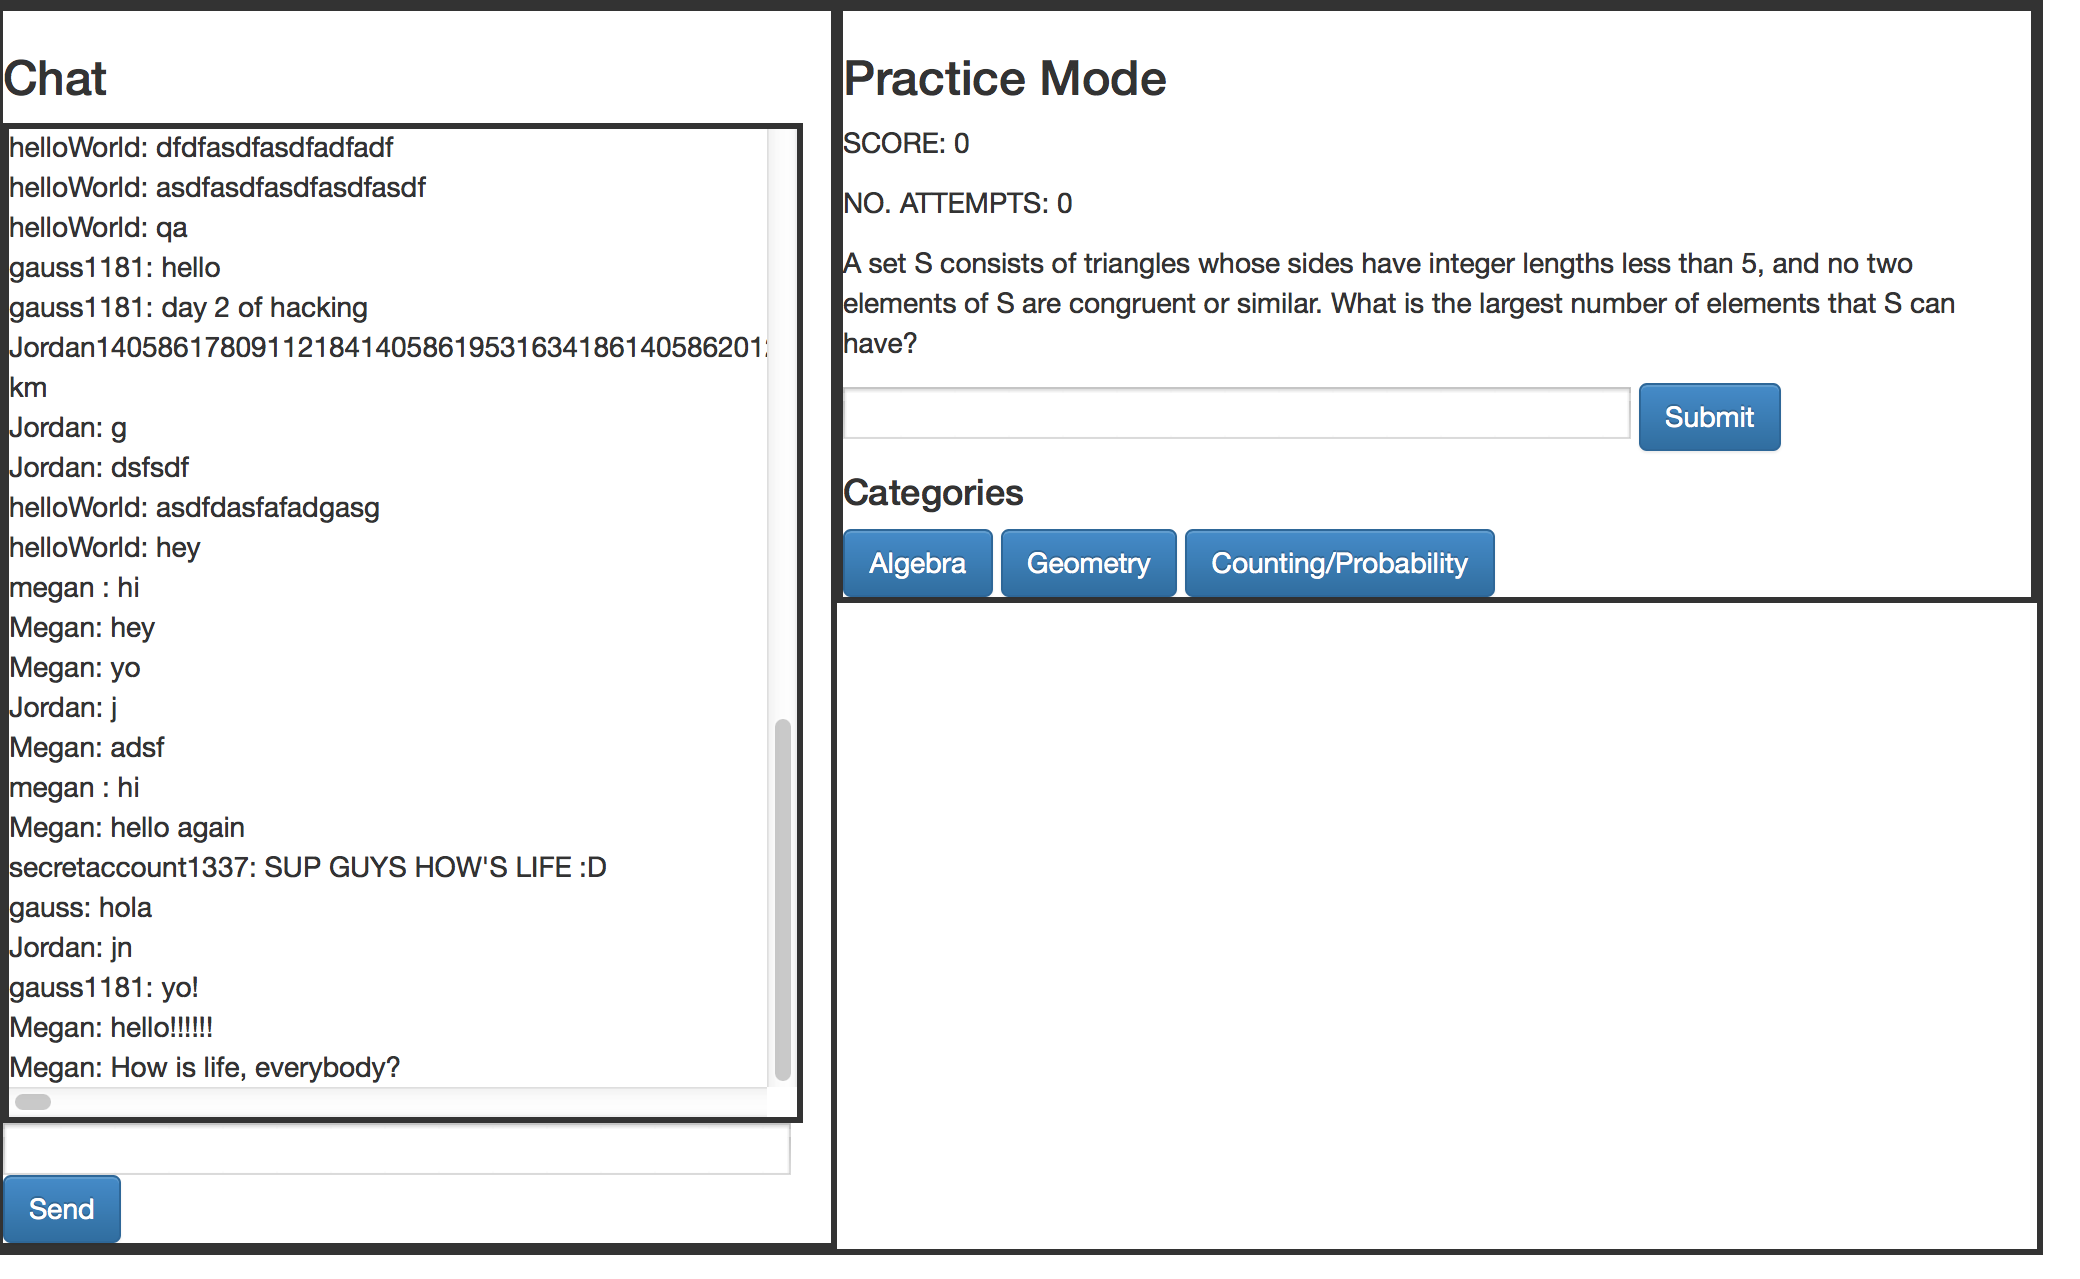 Chat
helloWorld: dfdfasdfasdfadfadf
helloWorld: asdfasdfasdfasdfasdf
helloWorld: qa
gauss1181: hello
gauss1181: day 2 of hacking
Jordan1405861780911218414058619531634186140586201
km
Jordan: g
Jordan: dsfsdf
helloWorld: asdfdasfafadgasg
helloWorld: hey
megan : hi
Megan: hey
Megan: yo
Jordan: j
Megan: adsf
megan : hi
Megan: hello again
secretaccount1337: SUP GUYS HOW'S LIFE :D
gauss: hola
Jordan: jn
gauss1181: yo!
Megan: hello!!!!!!
Megan: How is life, everybody?
Send
Practice Mode
SCORE: 0
NO. ATTEMPTS: 0
A set S consists of triangles whose sides have integer lengths less than 5, and no two
elements of S are congruent or similar. What is the largest number of elements that S can
have?
Submit
Categories
Algebra
Geometry
Counting/Probability